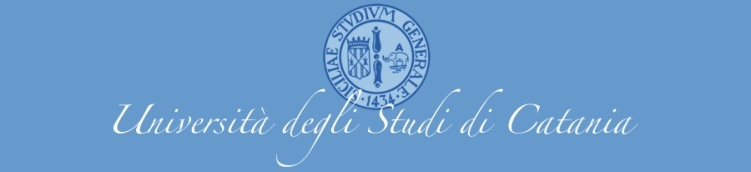 SICILIAE STVDIVM GENERALE
· 1434 ·
A
Università degli Studi di Catania